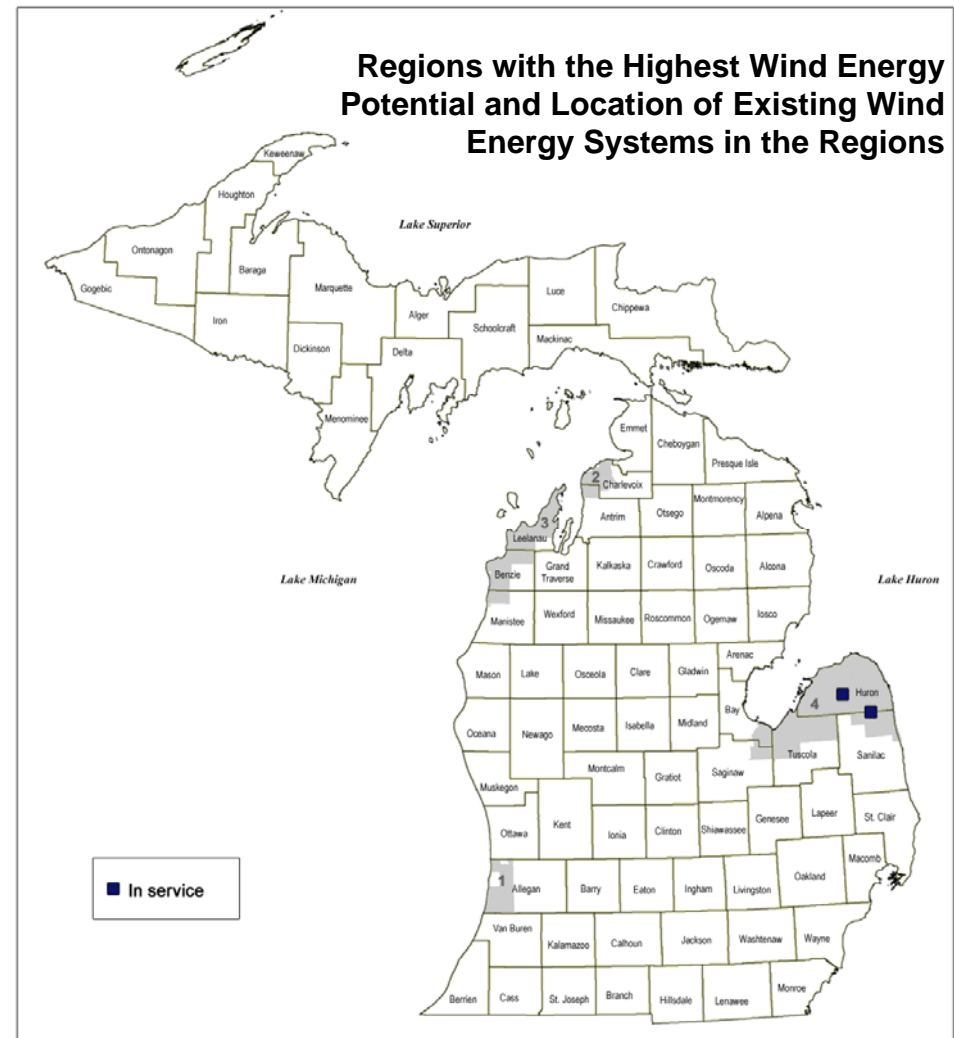 Regions with the Highest Wind Energy
Potential and Location of Existing Wind
Energy Systems in the Regions
Keweenaw
Houghton
Lake Superior
Ontonagon
Baraga
Gogebic
Marquette
Luce
Chippewa
Iron
Alger
Schoolcraft
Mackinac
Dickinson
Delta
Menominee
Emmet
Cheboygan
Presque Isle
2
Charlevoix
Montmorency
Antrim
Otsego
Alpena
3
Leelanau
Lake Michigan
Benzie
Grand
Traverse
Kalkaska
Crawford
Oscoda
Alcona
Lake Huron
Manistee
Wexford
Missaukee
Roscommon
Ogemaw
Iosco
Arenac
Mason
Lake
Osceola
Clare
Gladwin
Huron
4
Bay
Oceana
Newago
Mecosta
Isabella
Midland
Tuscola
Sanilac
Montcalm
Gratiot
Saginaw
Muskegon
Ottawa
Kent
Ionia
Clinton
Shiawassee
Genesee
Lapeer
St. Clair
Macomb
In service
1
Allegan
Barry
Eaton
Ingham
Livingston
Oakland
Van Buren
Kalamazoo
Calhoun
Jackson
Washtenaw
Wayne
Berrien
Cass
St. Joseph
Branch
Hillsdale
Lenawee
Monroe